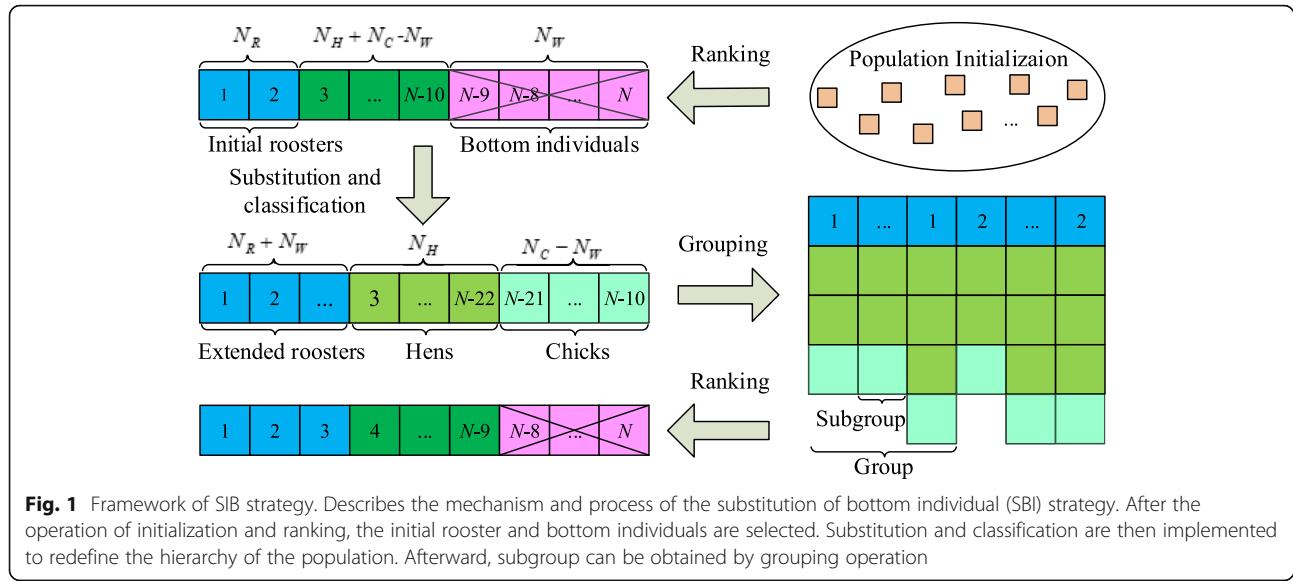 N_R N_H + N_C -N_W N_W
Ranking
Population Initializaion
1 2 3 ... N-10 N-9 N-8 ... N
...
Initial roosters Bottom individuals
Substitution and
classification
N_R + N_W N_H N_C − N_W
Grouping
1 ... 1 2 ... 2
1 2 ... 3 ... N-22 N-21 ... N-10
Extended roosters Hens Chicks
Ranking
1 2 3 4 ... N-9 N-8 ... N
Subgroup
Group
Fig. 1 Framework of SIB strategy. Describes the mechanism and process of the substitution of bottom individual (SBI) strategy. After the
operation of initialization and ranking, the initial rooster and bottom individuals are selected. Substitution and classification are then implemented
to redefine the hierarchy of the population. Afterward, subgroup can be obtained by grouping operation